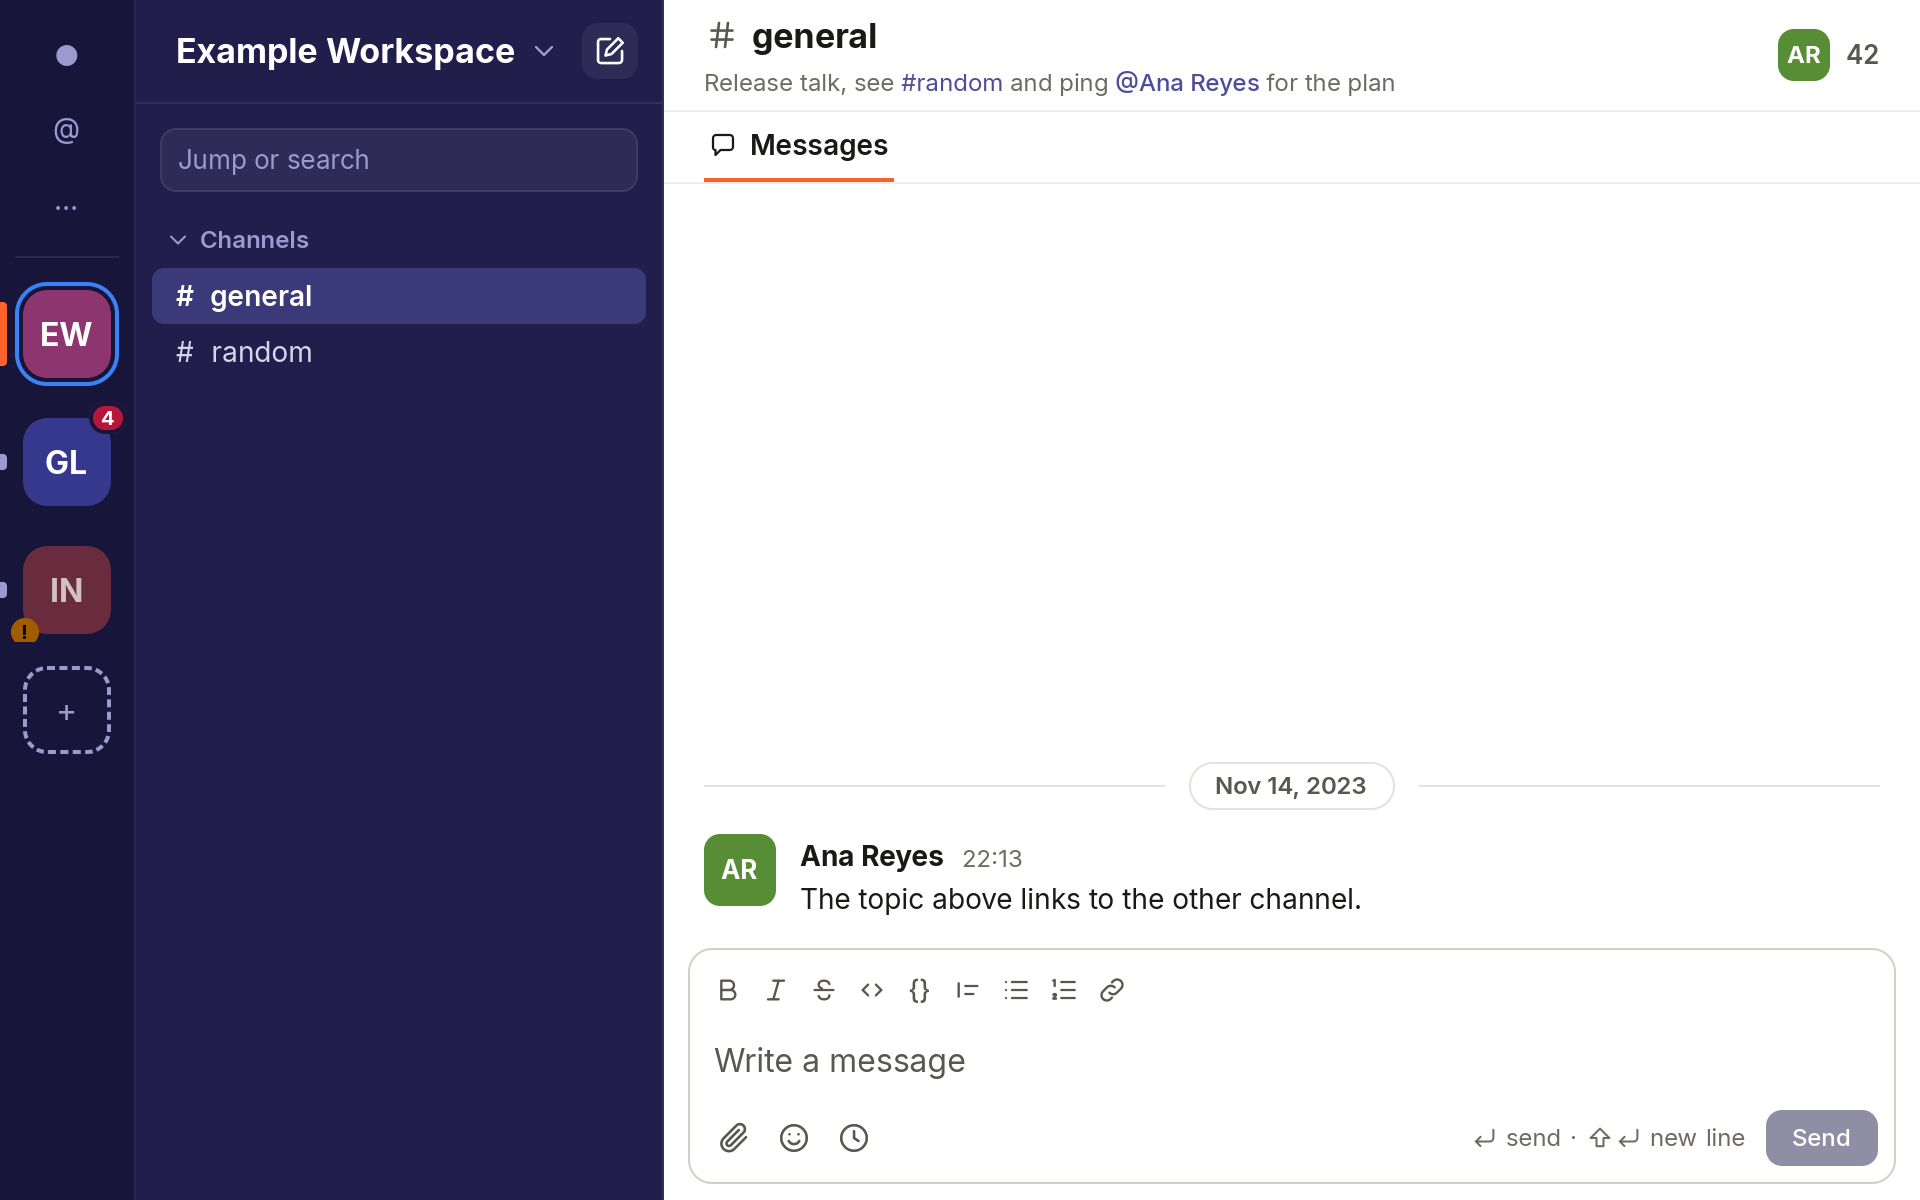 @
...
EW
4
GL
IN
!
+
Example Workspace
Jump or search
Channels
# general
# random
# general
Release talk, see #random and ping @Ana Reyes for the plan
AR 42
Messages
Nov 14, 2023
AR
Ana Reyes 22:13
The topic above links to the other channel.
Write a message
send · new line
Send